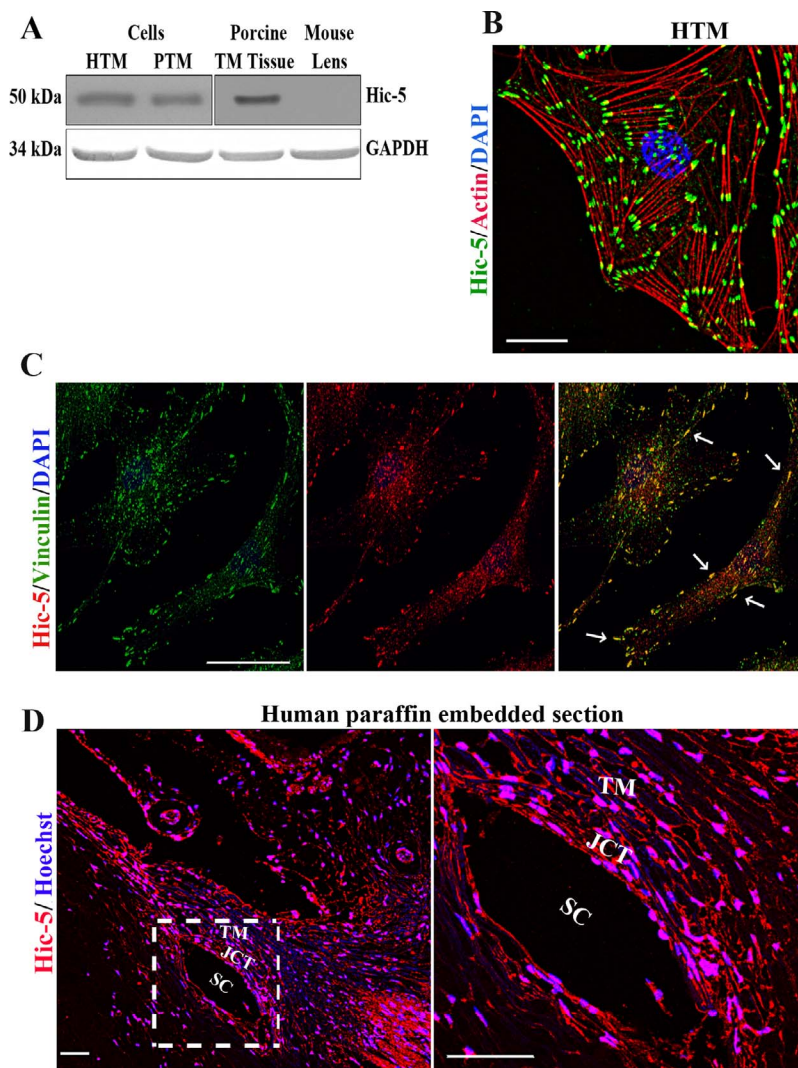 A
Cells
Porcine
Mouse
HTM
PTM
TM Tissue
Lens
50 kDa
Hic-5
34 kDa
GAPDH
B
HTM
Hic-5/Actin/DAPI
C
Hic-5/Vinculin/DAPI
D
Human paraffin embedded section
Hic-5/ Hoechst
TM
JCT
SC
TM
JCT
SC